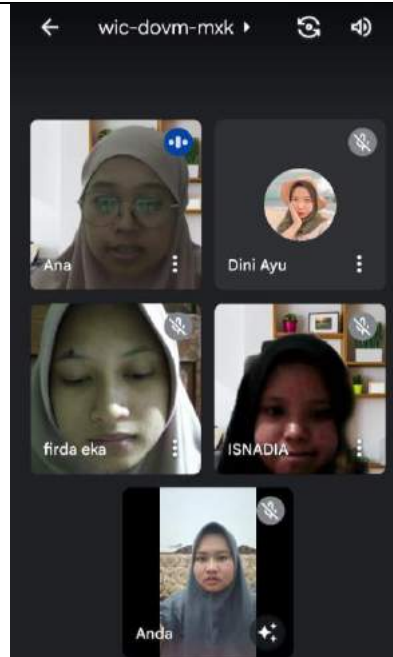 wic-dovm-mxk
Ana
Dini Ayu
firda eka
ISNADIA
Anda